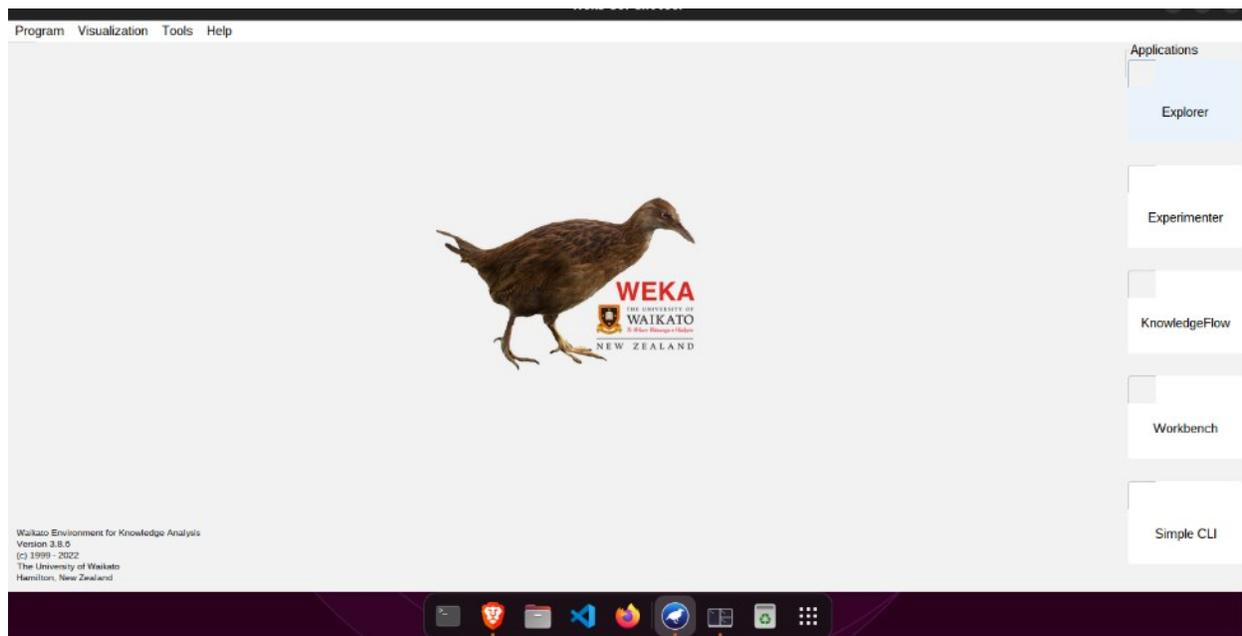 Program Visualization Tools Help
Applications
Explorer
Experimenter
KnowledgeFlow
Workbench
Simple CLI
WEKA
THE UNIVERSITY OF
WAIKATO
NEW ZEALAND
Waikato Environment for Knowledge Analysis
Version 3.8.6
(c) 1999 - 2022
The University of Waikato
Hamilton, New Zealand